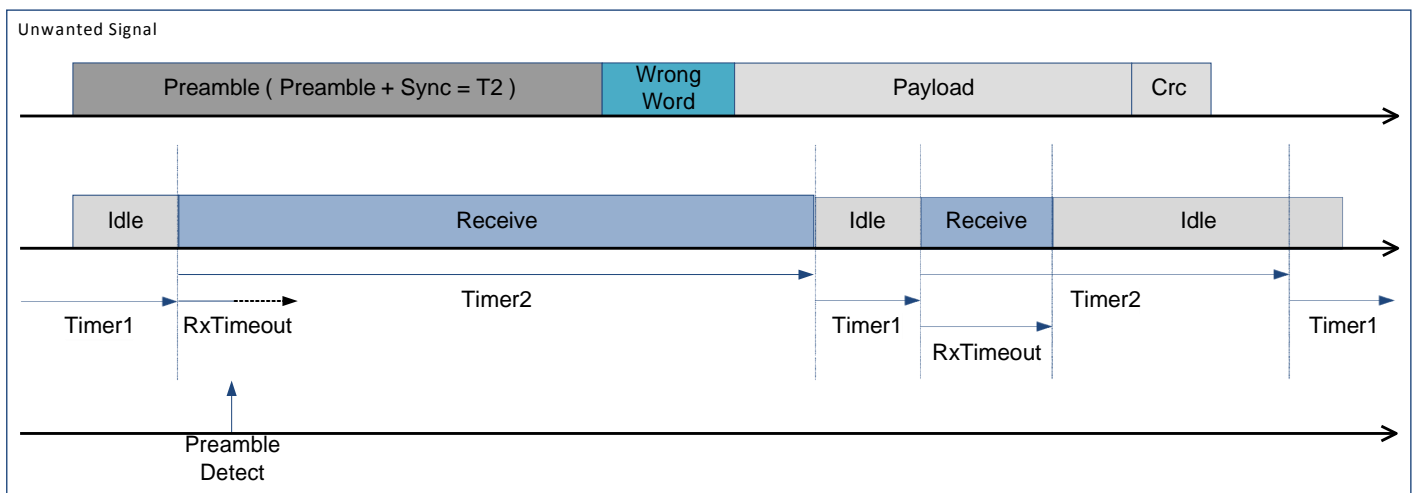 Unwanted Signal
Preamble ( Preamble + Sync = T2 )
Wrong
Word
Payload
Crc
Idle
Receive
Idle
Receive
Idle
Timer2
Timer2
Timer1
RxTimeout
Timer1
Timer1
RxTimeout
Preamble
Detect